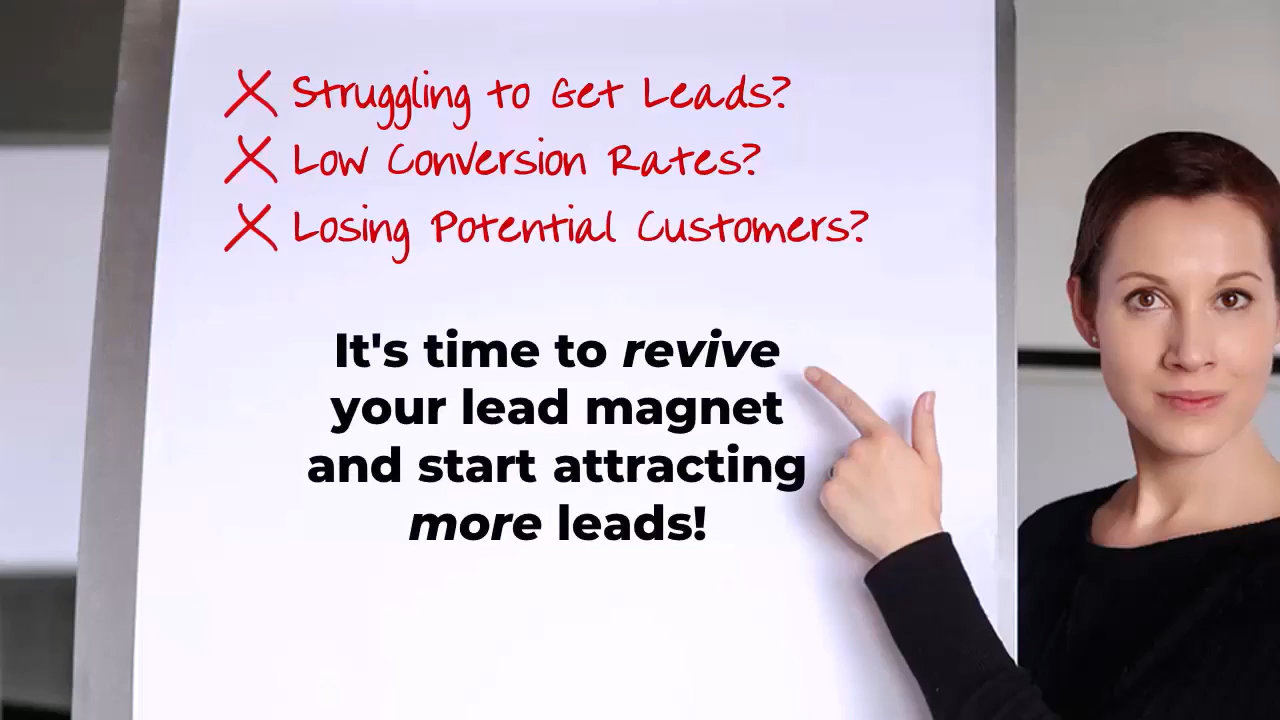 Struggling to Get Leads?
Low Conversion Rates?
Losing Potential Customers?
It's time to revive
your lead magnet
and start attracting
more leads!